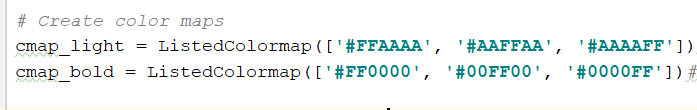 # Create color maps
cmap_light = ListedColormap(['#FFAAAA', '#AAFFAA', '#AAAAFF'])
cmap_bold = ListedColormap(['#FF0000', '#00FF00', '#0000FF'])#